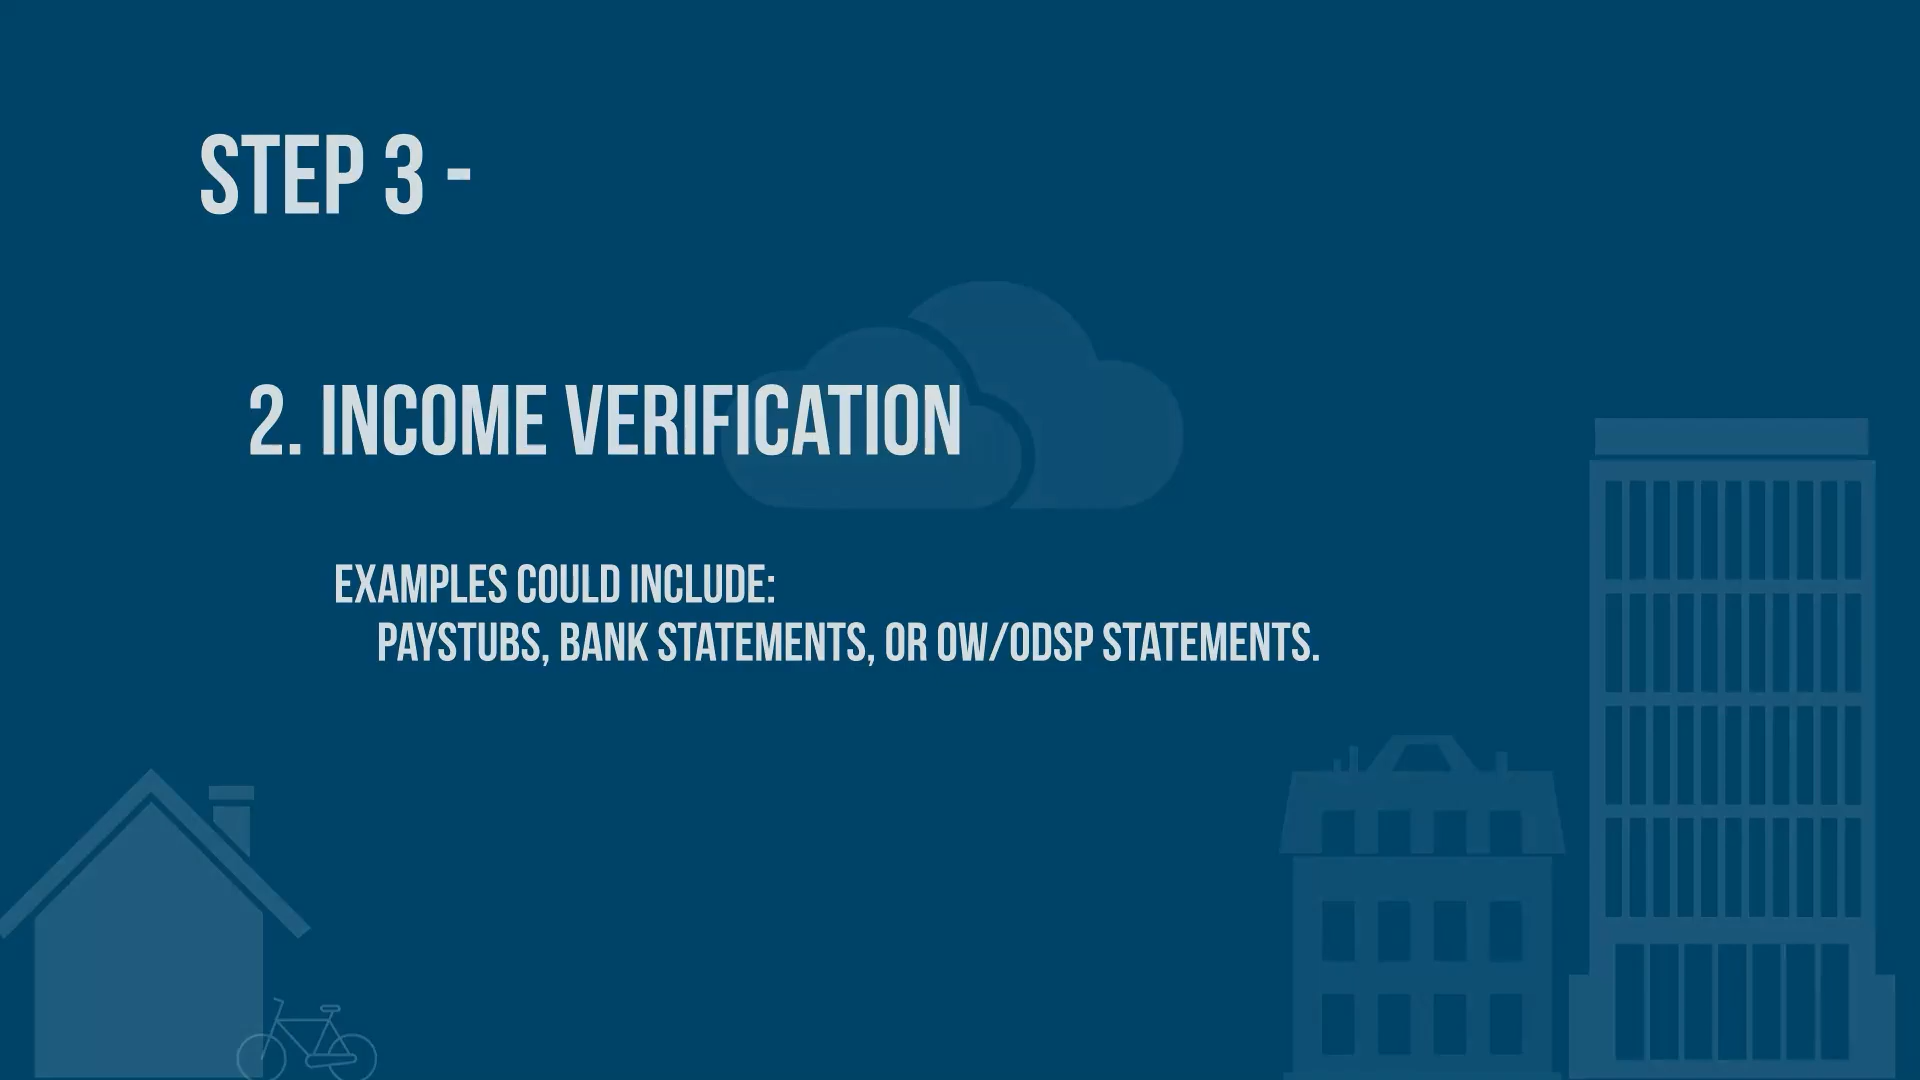 STEP 3 -
2. INCOME VERIFICATION
EXAMPLES COULD INCLUDE:
PAYSTUBS, BANK STATEMENTS, OR OW/ODSP STATEMENTS.